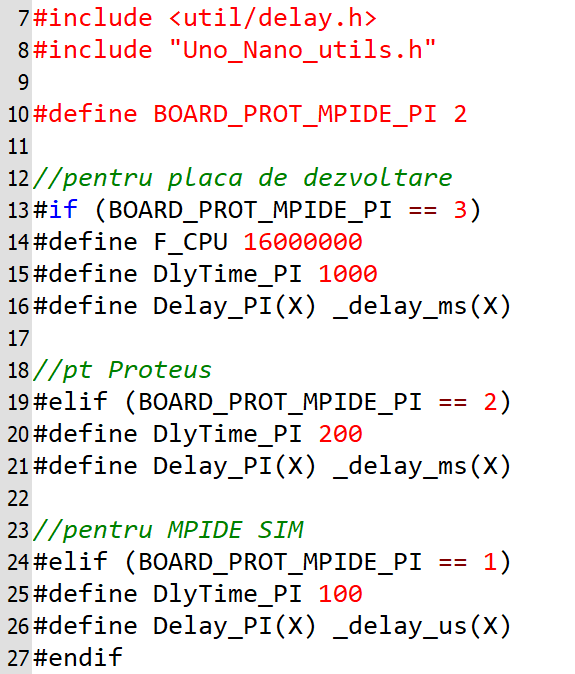 7 #include <util/delay.h>
8 #include "Uno_Nano_utils.h"
9
10 #define BOARD_PROT_MPIDE_PI 2
11
12 //pentru placa de dezvoltare
13 #if (BOARD_PROT_MPIDE_PI == 3)
14 #define F_CPU 16000000
15 #define DlyTime_PI 1000
16 #define Delay_PI(X) _delay_ms(X)
17
18 //pt Proteus
19 #elif (BOARD_PROT_MPIDE_PI == 2)
20 #define DlyTime_PI 200
21 #define Delay_PI(X) _delay_ms(X)
22
23 //pentru MPIDE SIM
24 #elif (BOARD_PROT_MPIDE_PI == 1)
25 #define DlyTime_PI 100
26 #define Delay_PI(X) _delay_us(X)
27 #endif